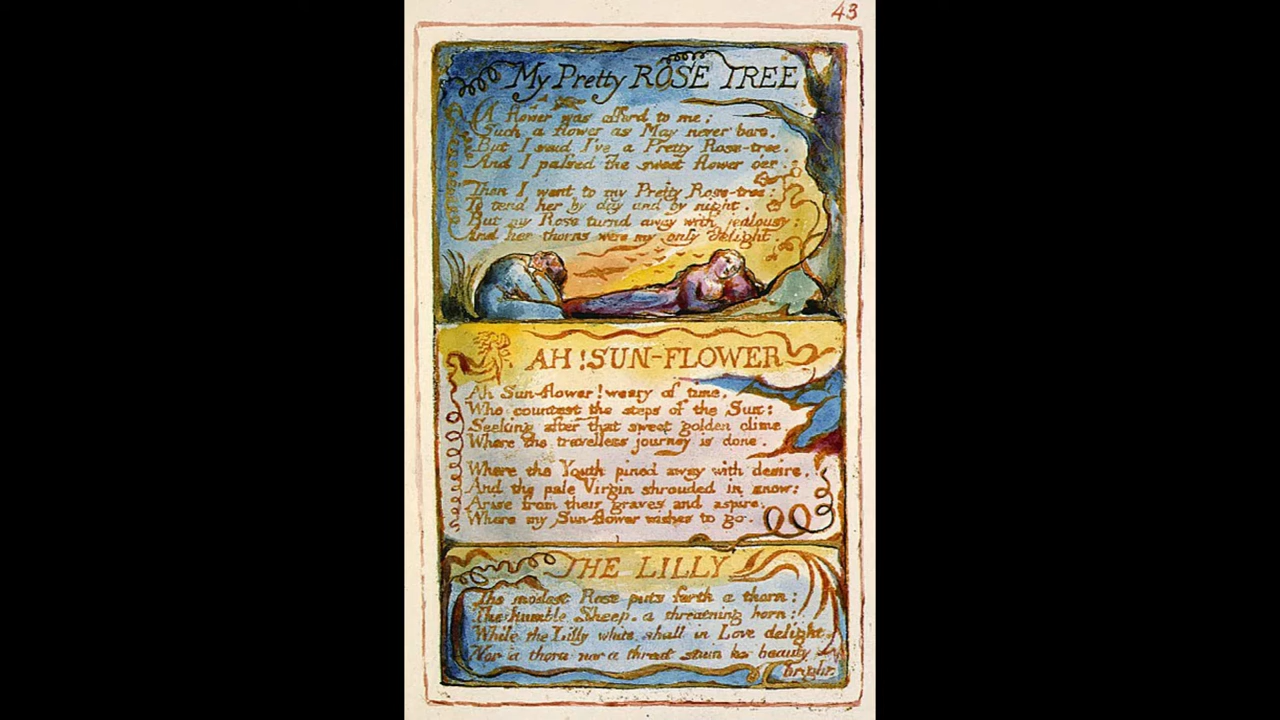 43
My Pretty ROSE TREE
A flower was offerd to me:
Such a flower as May never bore.
But I said I've a Pretty Rose-tree.
And I passed the sweet flower o'er.
Then I went to my Pretty Rose-tree:
To tend her by day and by night.
But my Rose turnd away with jealousy:
And her thorns were my only delight.
AH! SUN-FLOWER
Ah Sun-flower! weary of time,
Who countest the steps of the Sun:
Seeking after that sweet golden clime
Where the travellers journey is done.
Where the Youth pined away with desire,
And the pale Virgin shrouded in snow:
Arise from their graves and aspire,
Where my Sun-flower wishes to go.
THE LILLY
The modest Rose puts forth a thorn:
The humble Sheep, a threatning horn:
While the Lilly white, shall in Love delight,
Nor a thorn nor a threat stain her beauty
bright